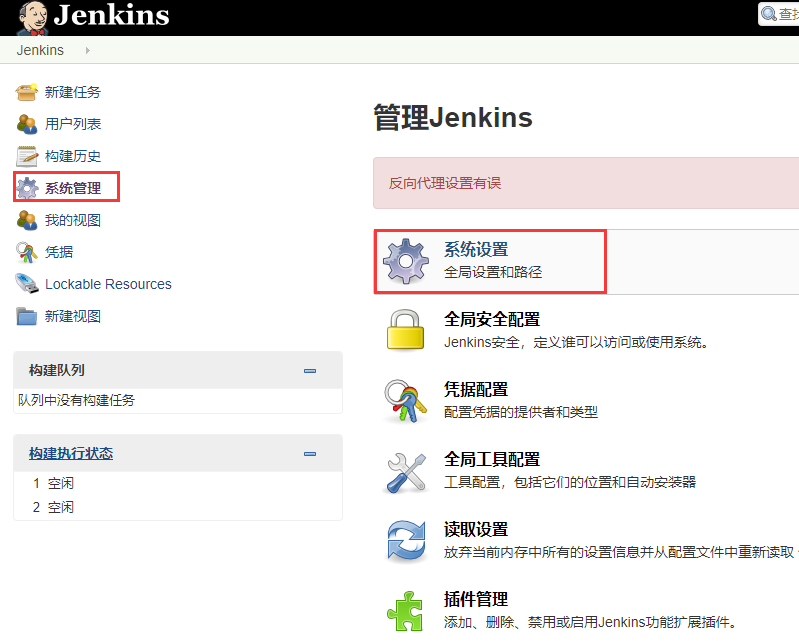 Jenkins
查找
Jenkins
新建任务
用户列表
构建历史
系统管理
我的视图
凭据
Lockable Resources
新建视图
构建队列
队列中没有构建任务
构建执行状态
1 空闲
2 空闲
管理Jenkins
反向代理设置有误
系统设置
全局设置和路径
全局安全配置
Jenkins安全，定义谁可以访问或使用系统。
凭据配置
配置凭据的提供者和类型
全局工具配置
工具配置，包括它们的位置和自动安装器
读取设置
放弃当前内存中所有的设置信息并从配置文件中重新读取
插件管理
添加、删除、禁用或启用Jenkins功能扩展插件。